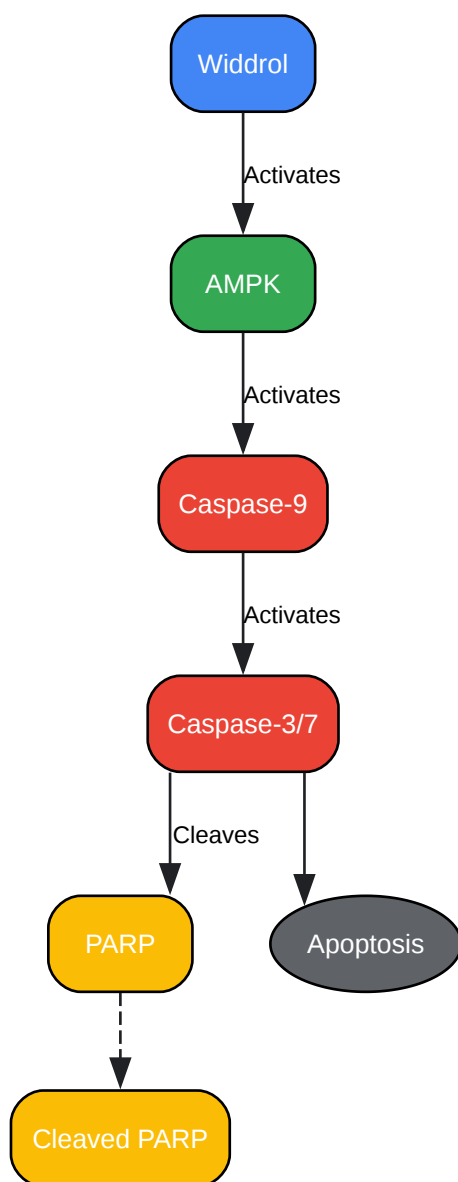 Widdrol
Activates
AMPK
Activates
Caspase-9
Activates
Caspase-3/7
Cleaves
PARP
Apoptosis
Cleaved PARP